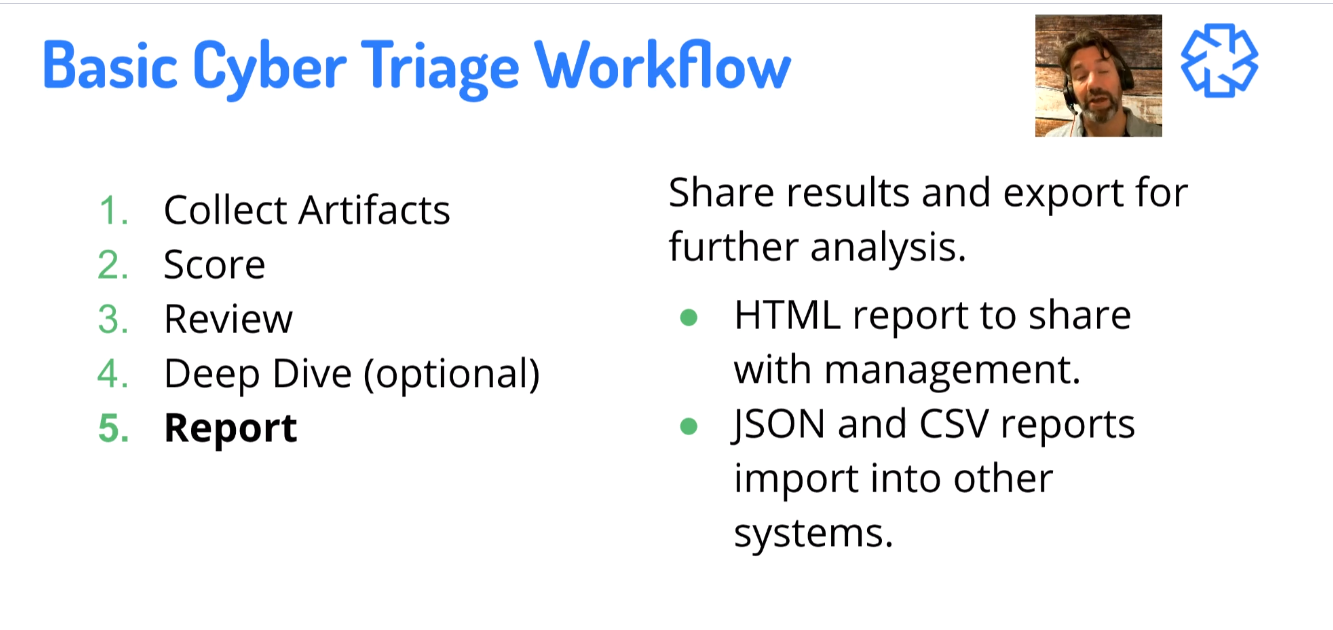 Basic Cyber Triage Workflow
1. Collect Artifacts
2. Score
3. Review
4. Deep Dive (optional)
5. Report
Share results and export for
further analysis.
● HTML report to share
with management.
● JSON and CSV reports
import into other
systems.